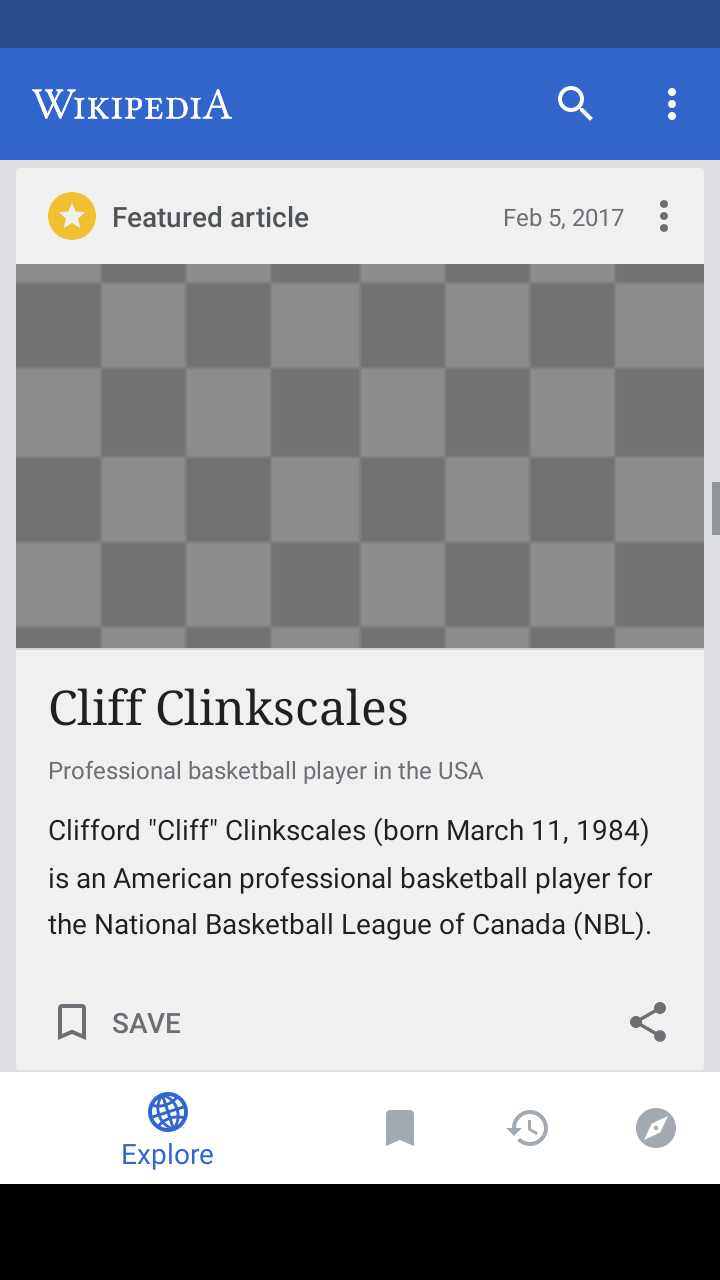 WIKIPEDIA
Featured article
Feb 5, 2017
Cliff Clinkscales
Professional basketball player in the USA
Clifford "Cliff" Clinkscales (born March 11, 1984)
is an American professional basketball player for
the National Basketball League of Canada (NBL).
SAVE
Explore